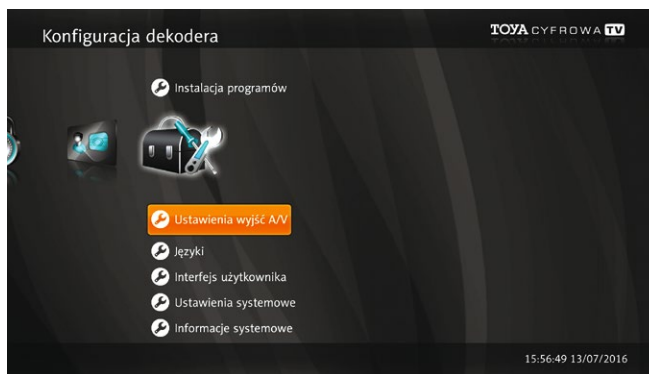 Konfiguracja dekodera
TOYA CYFROWA TV
Instalacja programów
Ustawienia wyjść A/V
Języki
Interfejs użytkownika
Ustawienia systemowe
Informacje systemowe
15:56:49 13/07/2016